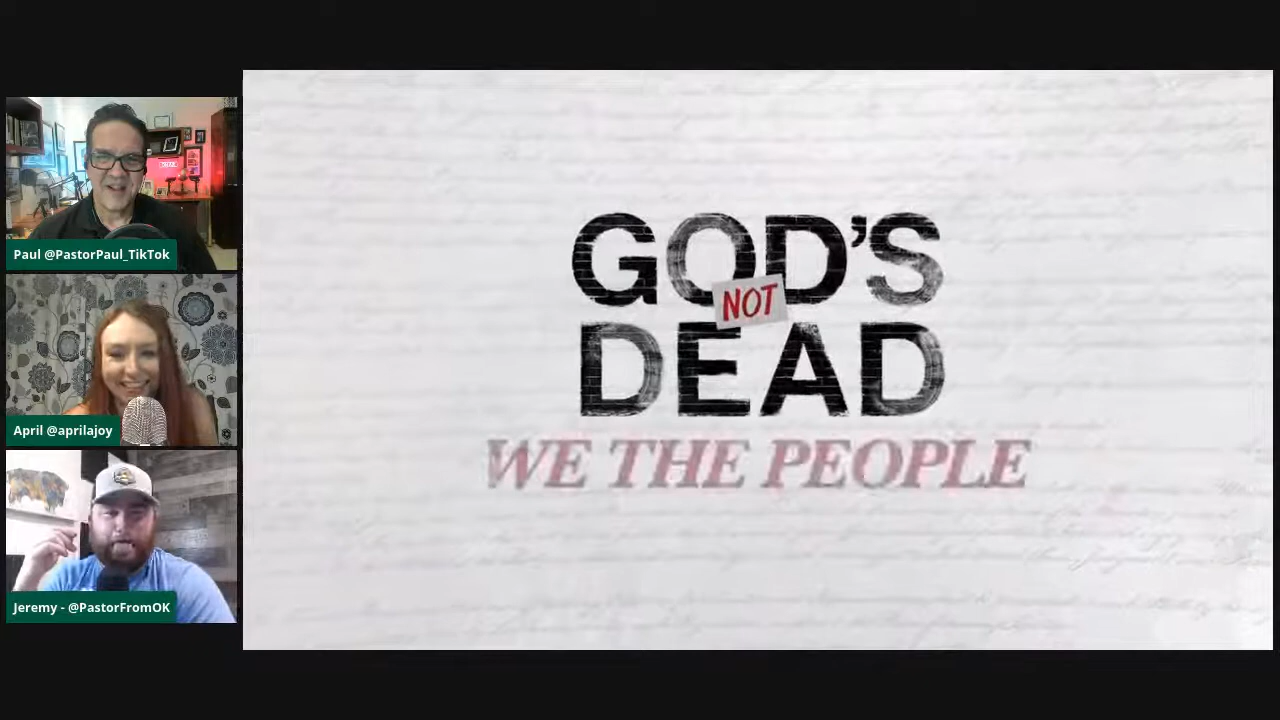 Paul @PastorPaul_TikTok
April @aprilajoy
Jeremy - @PastorFromOK
GOD'S
NOT
DEAD
WE THE PEOPLE